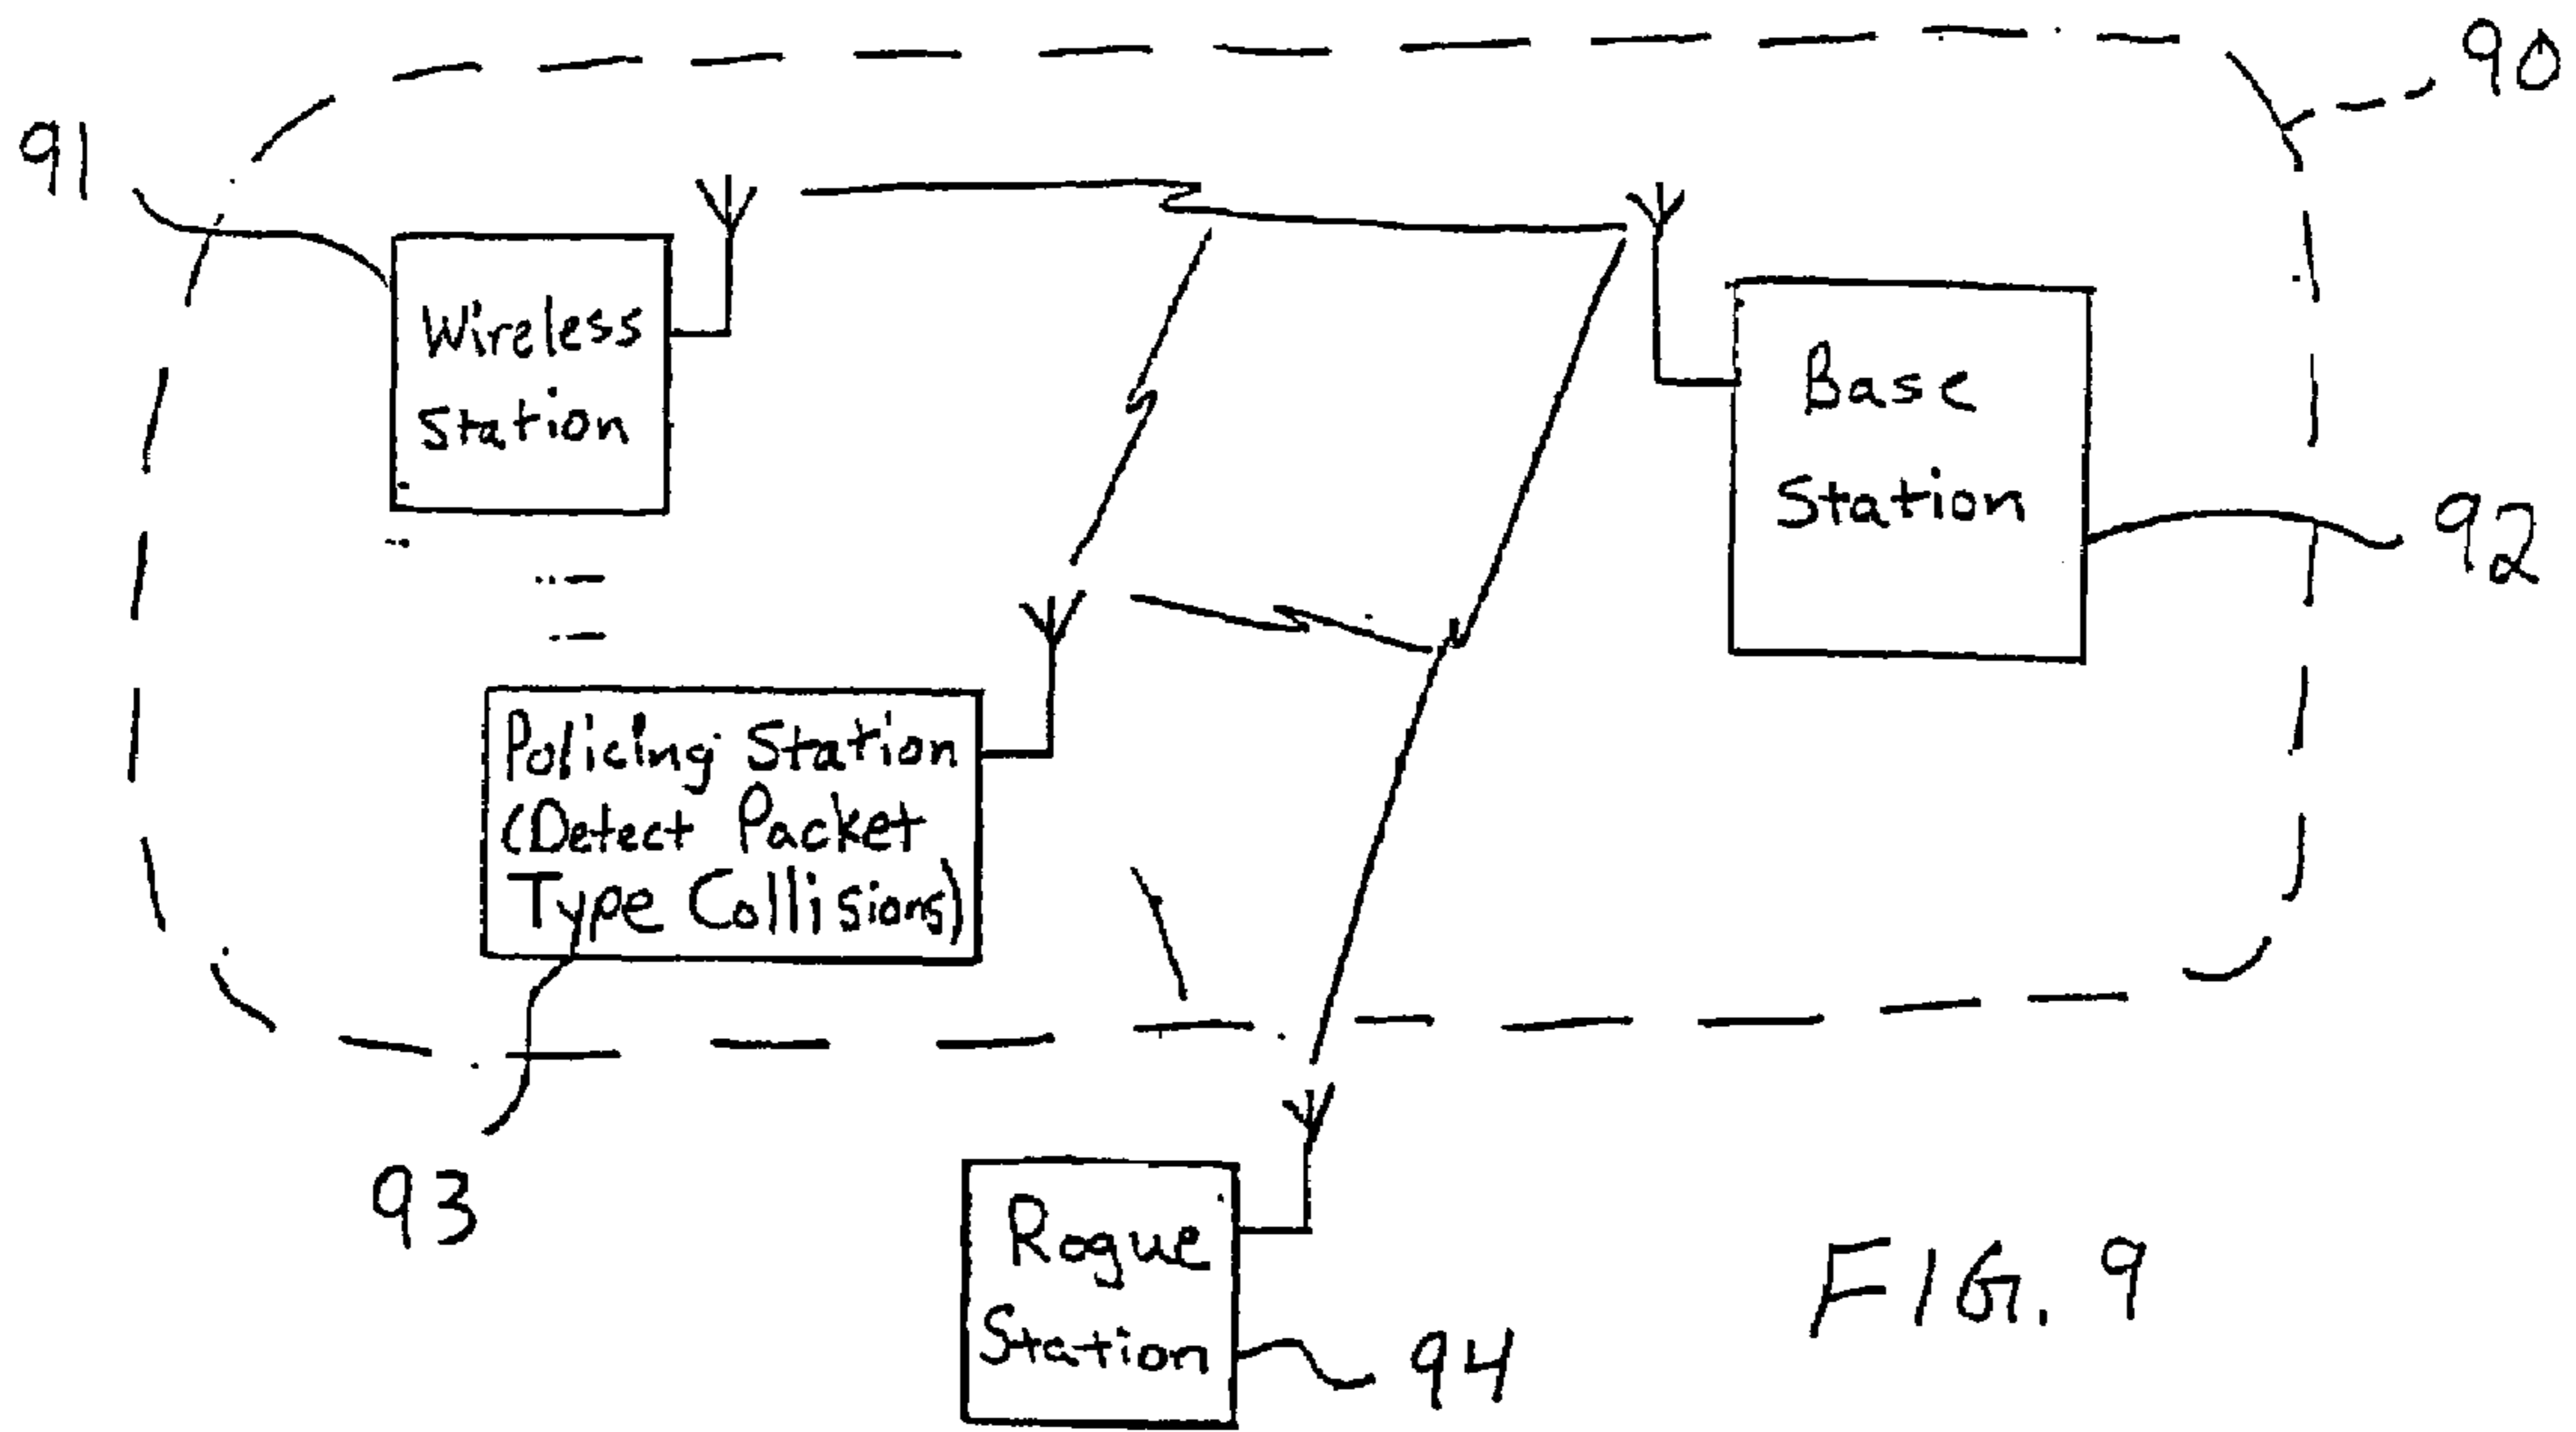 90
91
Wireless
Station
Base
Station
92
Policing Station
(Detect Packet
Type Collisions)
93
Rogue
Station
94
FIG. 9